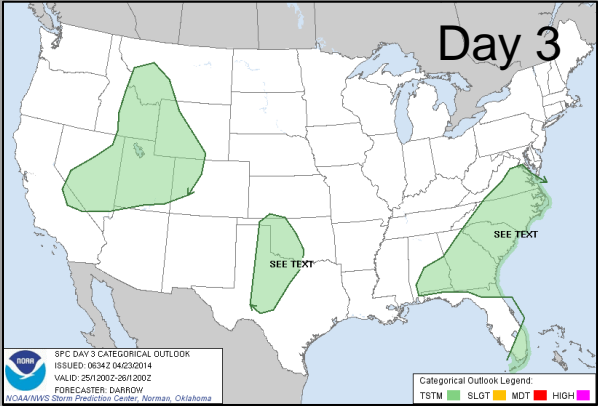 Day 3
SEE TEXT
SEE TEXT
NOAA
SPC DAY 3 CATEGORICAL OUTLOOK
ISSUED: 0634Z 04/23/2014
VALID: 25/1200Z-26/1200Z
FORECASTER: DARROW
NOAA/NWS Storm Prediction Center, Norman, Oklahoma
Categorical Outlook Legend:
TSTM SLGT MDT HIGH